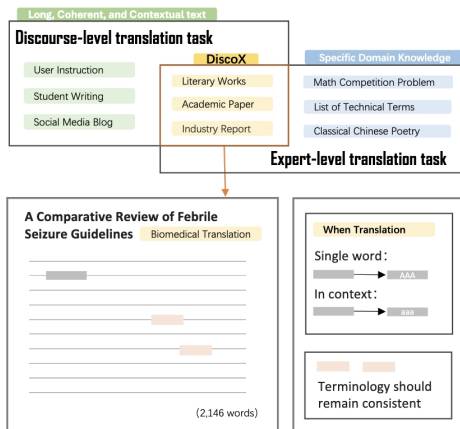 Long, Coherent, and Contextual text
Discourse-level translation task
DiscoX
Specific Domain Knowledge
User Instruction
Literary Works
Math Competition Problem
Student Writing
Academic Paper
List of Technical Terms
Social Media Blog
Industry Report
Classical Chinese Poetry
Expert-level translation task
A Comparative Review of Febrile
Seizure Guidelines
Biomedical Translation
(2,146 words)
When Translation
Single word:
AAA
In context:
aaa
Terminology should
remain consistent